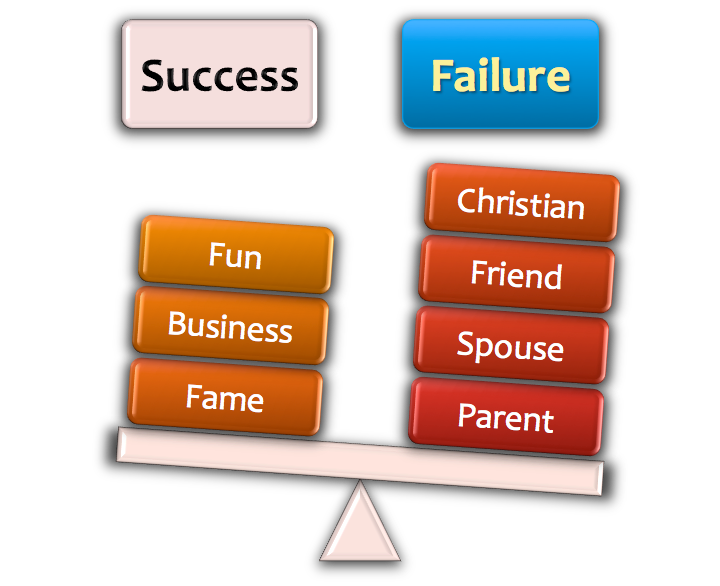 Success
Failure
Fun
Business
Fame
Christian
Friend
Spouse
Parent